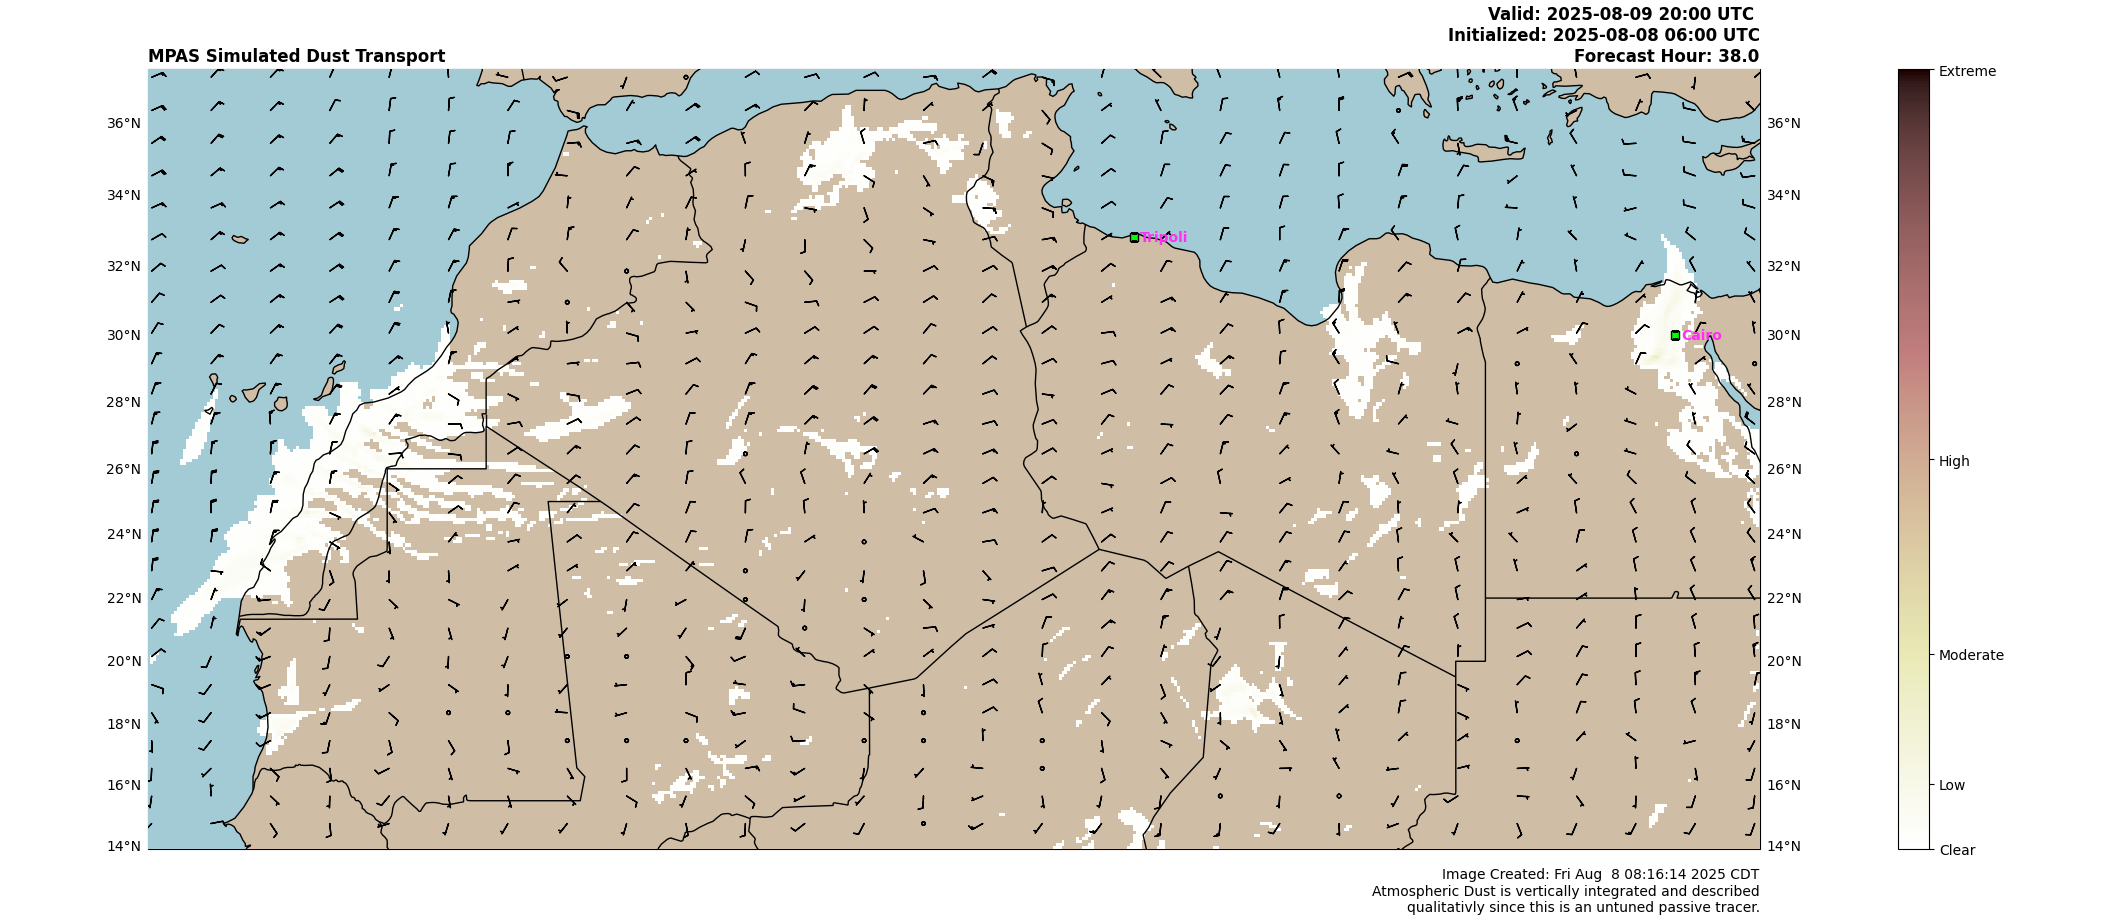 Valid: 2025-08-09 20:00 UTC
Initialized: 2025-08-08 06:00 UTC
MPAS Simulated Dust Transport
Forecast Hour: 38.0
Extreme
36°N
36°N
34°N
34°N
Tripoli
32°N
32°N
30°N
Cairo
30°N
28°N
28°N
26°N
26°N
High
24°N
24°N
22°N
22°N
20°N
20°N
Moderate
18°N
18°N
16°N
16°N
Low
14°N
14°N
Clear
Image Created: Fri Aug  8 08:16:14 2025 CDT
Atmospheric Dust is vertically integrated and described
qualitativly since this is an untuned passive tracer.